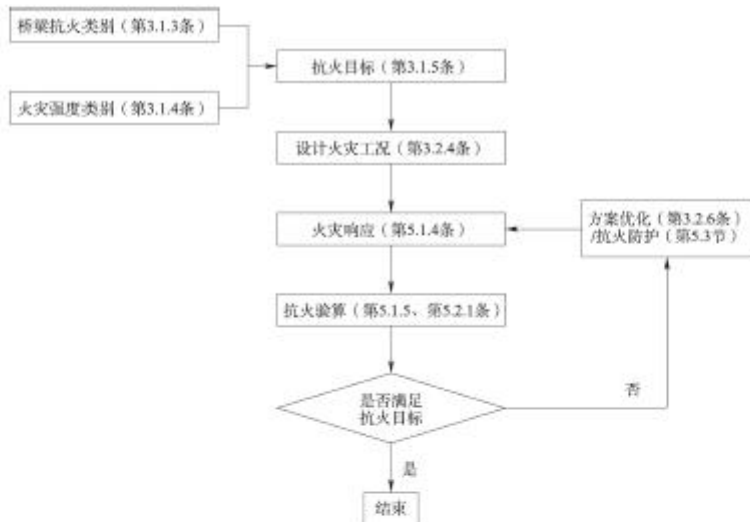 桥梁抗火类别（第3.1.3条）
火灾强度类别（第3.1.4条）
抗火目标（第3.1.5条）
设计火灾工况（第3.2.4条）
火灾响应（第5.1.4条）
方案优化（第3.2.6条）
/抗火防护（第5.3节）
抗火验算（第5.1.5、第5.2.1条）
是否满足
抗火目标
否
是
结束